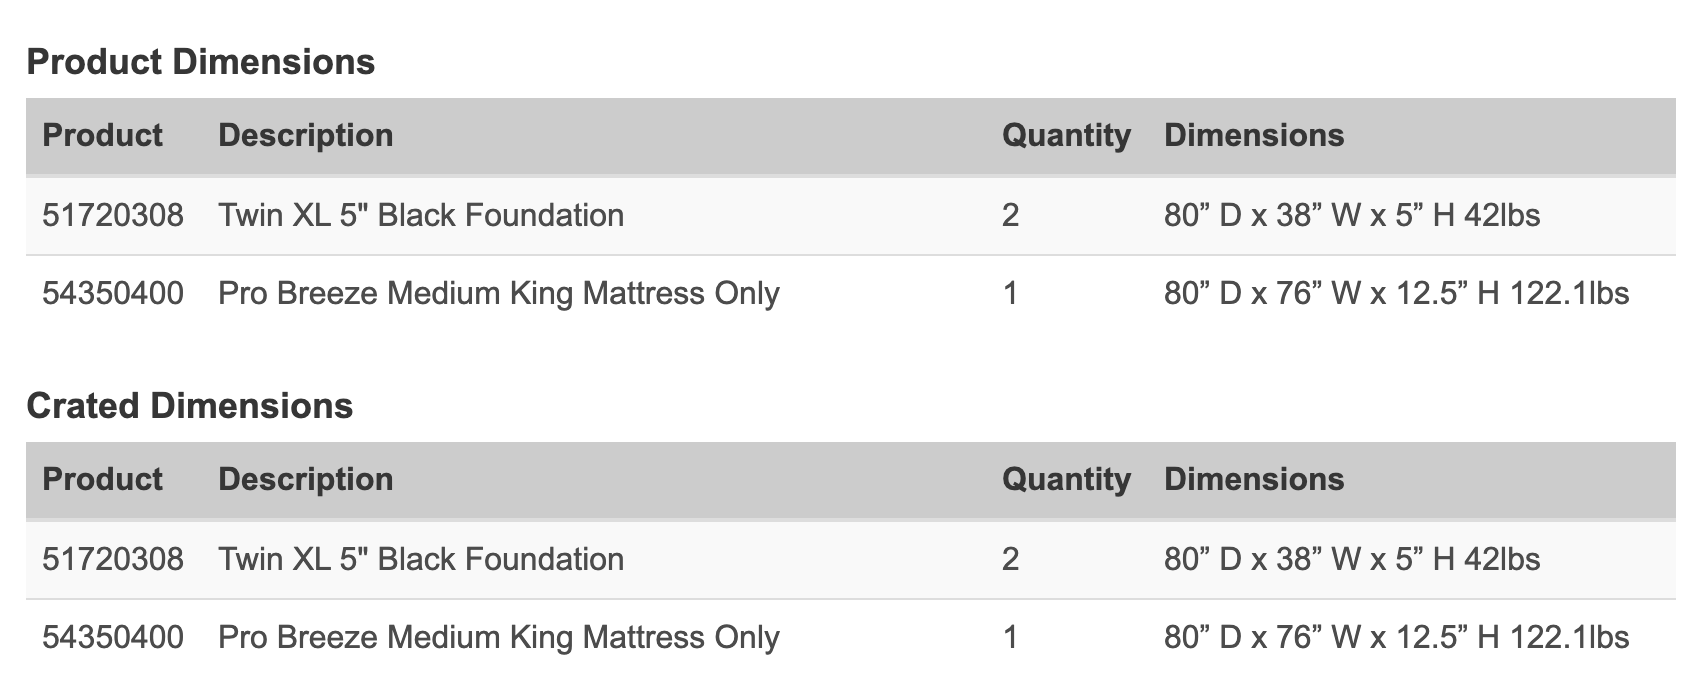 Product Dimensions
Product Description Quantity Dimensions
51720308 Twin XL 5" Black Foundation 2 80” D x 38” W x 5” H 42lbs
54350400 Pro Breeze Medium King Mattress Only 1 80” D x 76” W x 12.5” H 122.1lbs
Crated Dimensions
Product Description Quantity Dimensions
51720308 Twin XL 5" Black Foundation 2 80” D x 38” W x 5” H 42lbs
54350400 Pro Breeze Medium King Mattress Only 1 80” D x 76” W x 12.5” H 122.1lbs